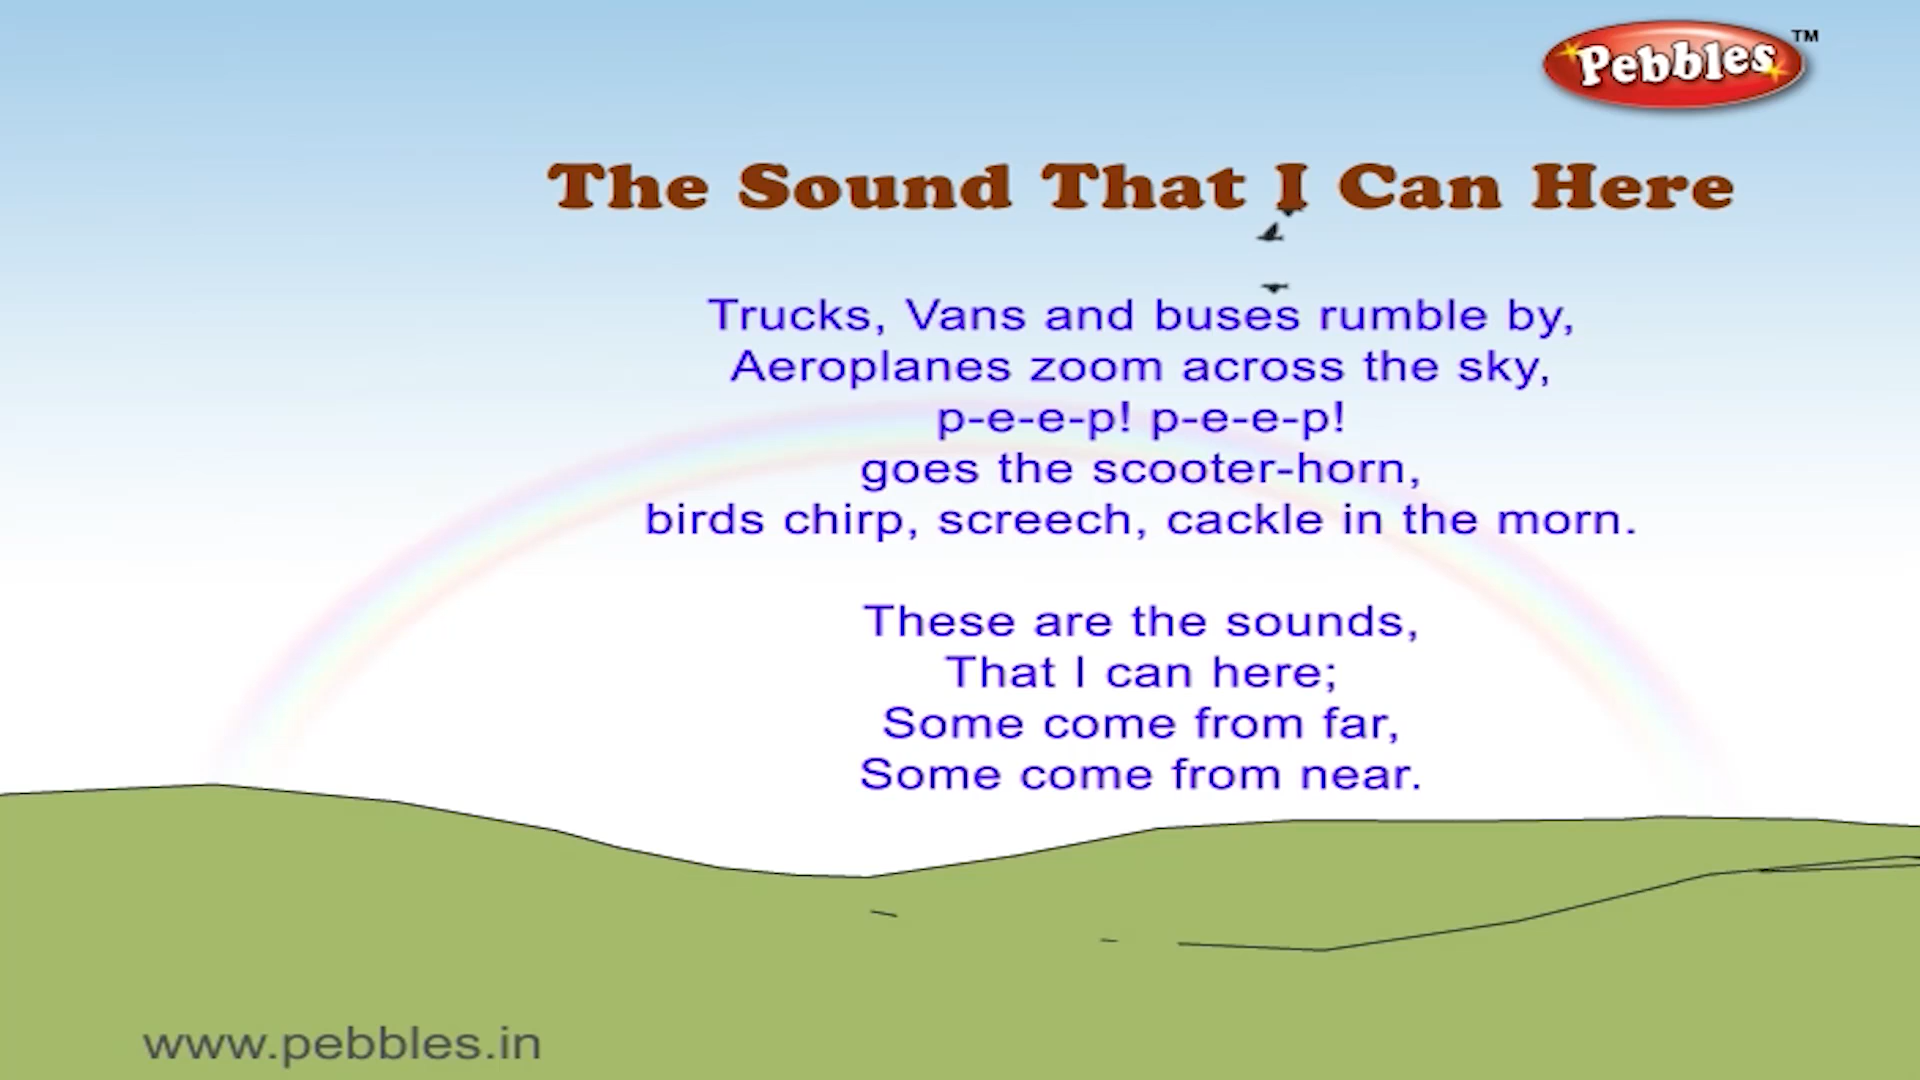 Pebbles™
The Sound That I Can Here
Trucks, Vans and buses rumble by,
Aeroplanes zoom across the sky,
p-e-e-p! p-e-e-p!
goes the scooter-horn,
birds chirp, screech, cackle in the morn.
These are the sounds,
That I can here;
Some come from far,
Some come from near.
www.pebbles.in